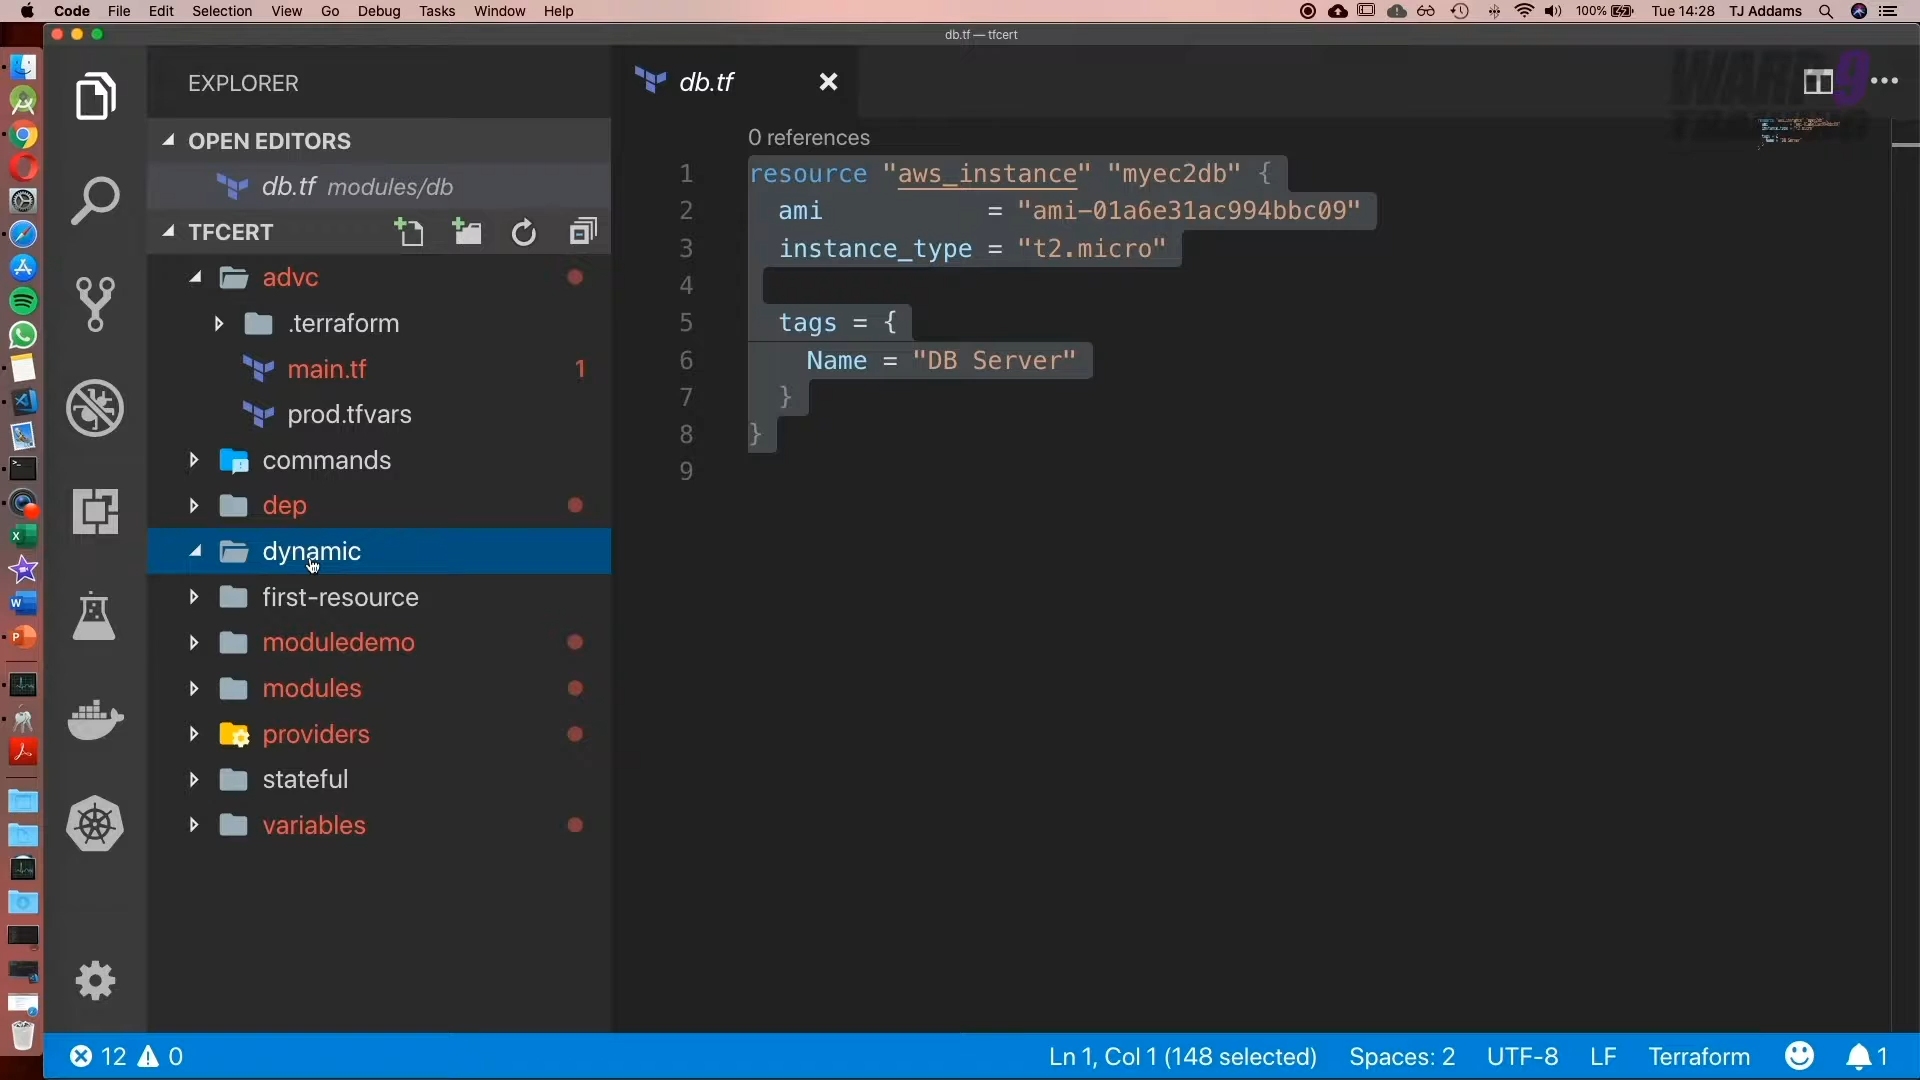 Code File Edit Selection View Go Debug Tasks Window Help 100% Tue 14:28 TJ Addams
db.tf — tfcert
EXPLORER
OPEN EDITORS
db.tf modules/db
TFCERT
advc
.terraform
main.tf 1
prod.tfvars
commands
dep
dynamic
first-resource
moduledemo
modules
providers
stateful
variables
db.tf
WARP 9
TRAINING
0 references
1 resource "aws_instance" "myec2db" {
2 ami = "ami-01a6e31ac994bbc09"
3 instance_type = "t2.micro"
4
5 tags = {
6 Name = "DB Server"
7 }
8 }
9
12 0
Ln 1, Col 1 (148 selected) Spaces: 2 UTF-8 LF Terraform 1